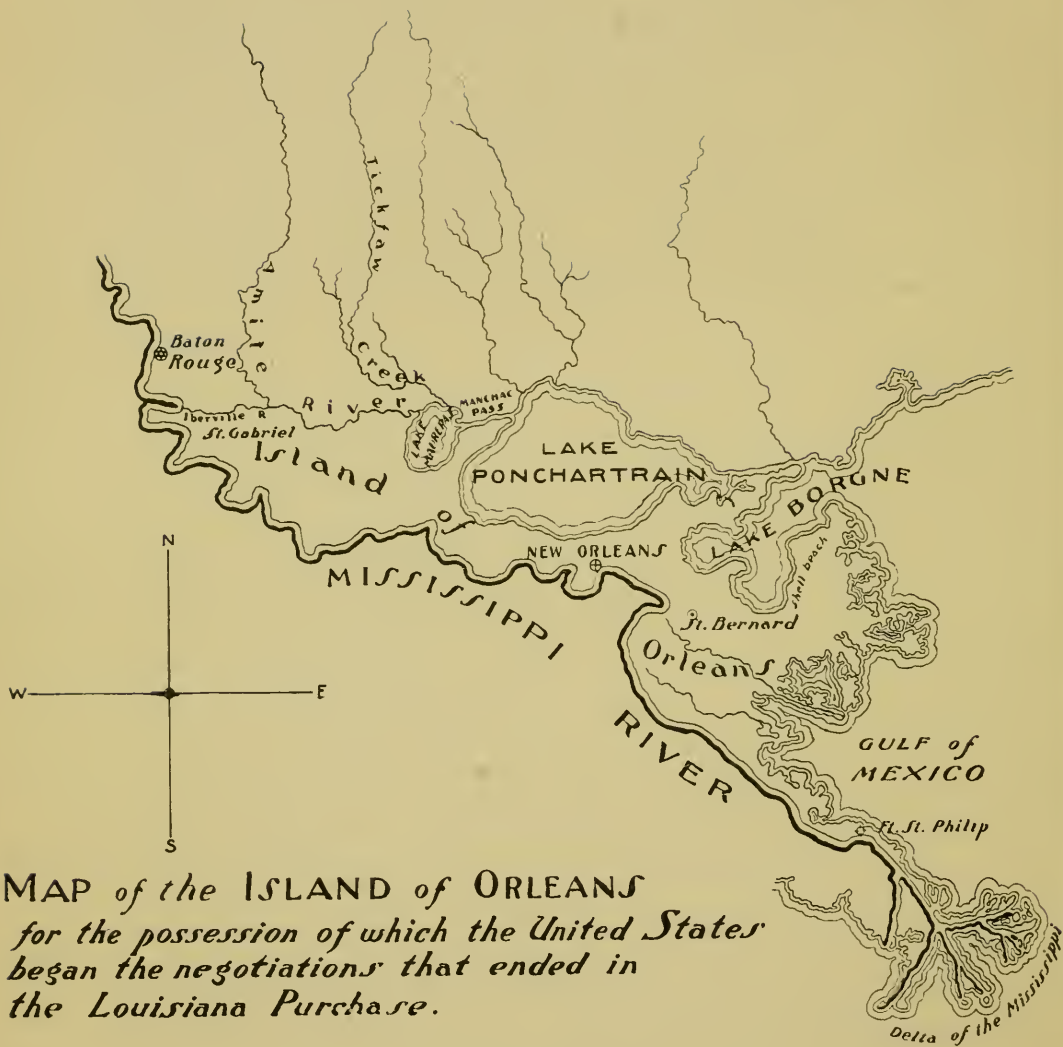 Tickfaw
Creek
Amite
River
Baton
Rouge
Iberville R
St. Gabriel
MANCHAC
PASS
LAKE
MAUREPAS
LAKE
PONCHARTRAIN
LAKE BORGNE
Shell beach
Island
of
Orleans
NEW ORLEANS
St. Bernard
MISSISSIPPI
RIVER
N
W
E
S
GULF of
MEXICO
Ft. St. Philip
Delta of the Mississippi
MAP of the ISLAND of ORLEANS
for the possession of which the United States
began the negotiations that ended in
the Louisiana Purchase.